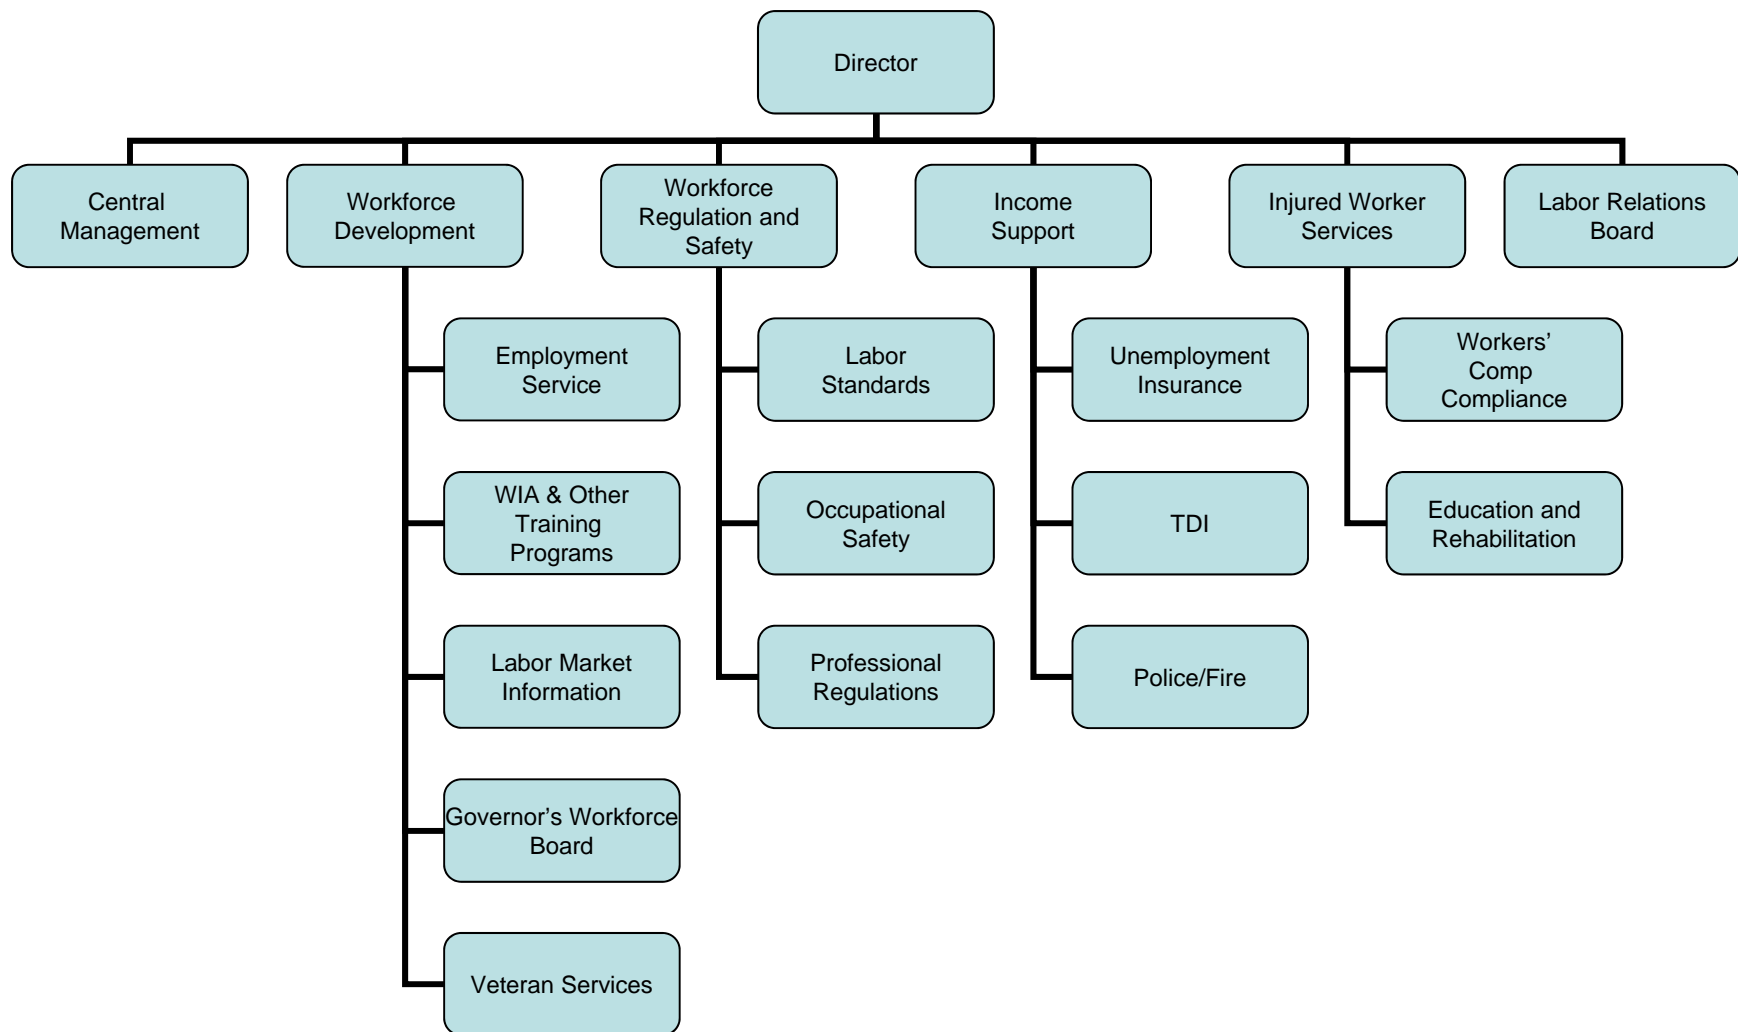 Director
Central
Management
Workforce
Development
Workforce
Regulation and
Safety
Income
Support
Injured Worker
Services
Labor Relations
Board
Employment
Service
WIA & Other
Training
Programs
Labor Market
Information
Governor’s Workforce
Board
Veteran Services
Labor
Standards
Occupational
Safety
Professional
Regulations
Unemployment
Insurance
TDI
Police/Fire
Workers’
Comp
Compliance
Education and
Rehabilitation